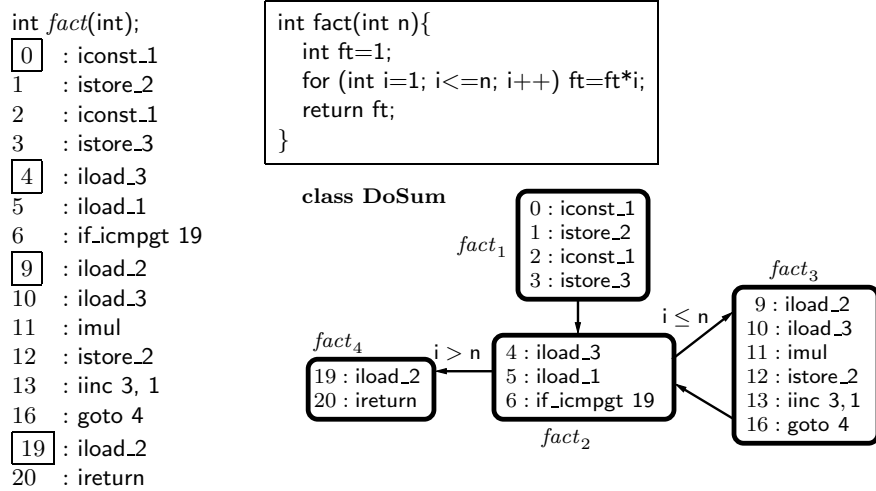 int fact(int);
0 : iconst_1
1 : istore_2
2 : iconst_1
3 : istore_3
4 : iload_3
5 : iload_1
6 : if_icmpgt 19
9 : iload_2
10 : iload_3
11 : imul
12 : istore_2
13 : iinc 3, 1
16 : goto 4
19 : iload_2
20 : ireturn
int fact(int n){
int ft=1;
for (int i=1; i<=n; i++) ft=ft*i;
return ft;
}
class DoSum
fact1
0 : iconst_1
1 : istore_2
2 : iconst_1
3 : istore_3
fact3
i ≤ n
9 : iload_2
10 : iload_3
11 : imul
12 : istore_2
13 : iinc 3, 1
16 : goto 4
fact4
i > n
19 : iload_2
20 : ireturn
4 : iload_3
5 : iload_1
6 : if_icmpgt 19
fact2